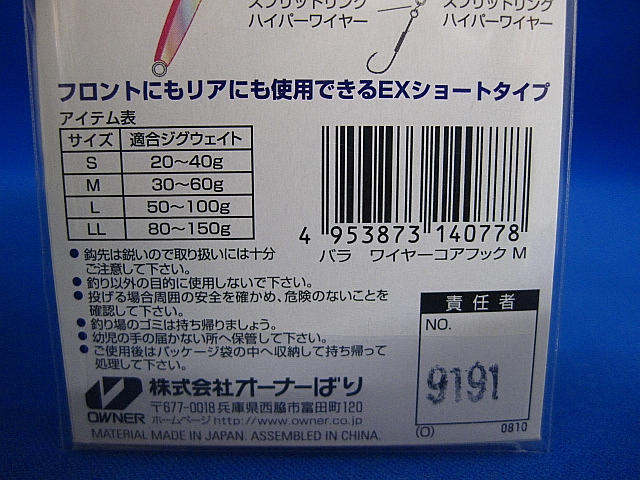 スプリットリング
ハイパーワイヤー
スプリットリング
ハイパーワイヤー
フロントにもリアにも使用できるEXショートタイプ
アイテム表
サイズ 適合ジグウェイト
S 20〜40g
M 30〜60g
L 50〜100g
LL 80〜150g
4 953873 140778
バラ ワイヤーコアフック M
● 鈎先は鋭いので取り扱いには十分
ご注意して下さい。
● 釣り以外の目的に使用しないで下さい。
● 投げる場合周囲の安全を確かめ、危険のないことを
確認して下さい。
● 釣り場のゴミは持ち帰りましょう。
● 幼児の手の届かない所へ保管して下さい。
● ご使用後はパッケージ袋の中へ収納して持ち帰って
処理して下さい。
責任者
NO.
9191
(O) 0810
OWNER
株式会社オーナーばり
〒677-0018 兵庫県西脇市富田町120
ホームページ http://www.owner.co.jp
MATERIAL MADE IN JAPAN. ASSEMBLED IN CHINA.